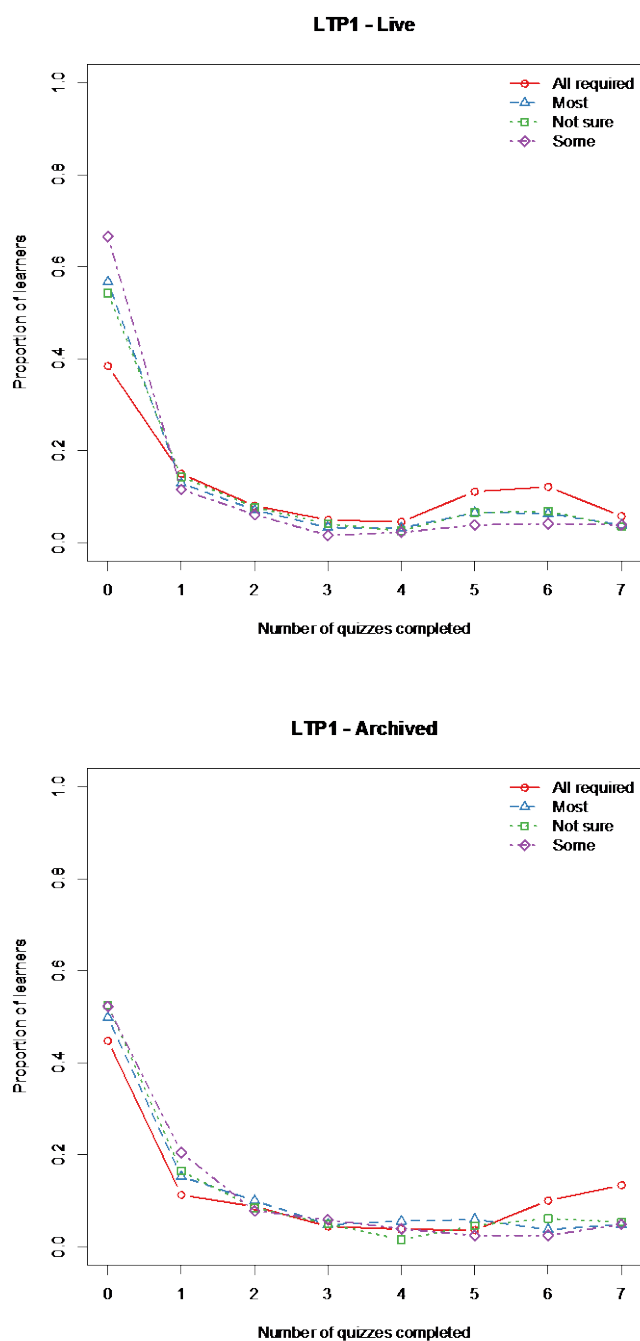 LTP1 - Live
1.0
0.8
0.6
0.4
0.2
0.0
Proportion of learners
All required
Most
Not sure
Some
0 1 2 3 4 5 6 7
Number of quizzes completed
LTP1 - Archived
1.0
0.8
0.6
0.4
0.2
0.0
Proportion of learners
All required
Most
Not sure
Some
0 1 2 3 4 5 6 7
Number of quizzes completed